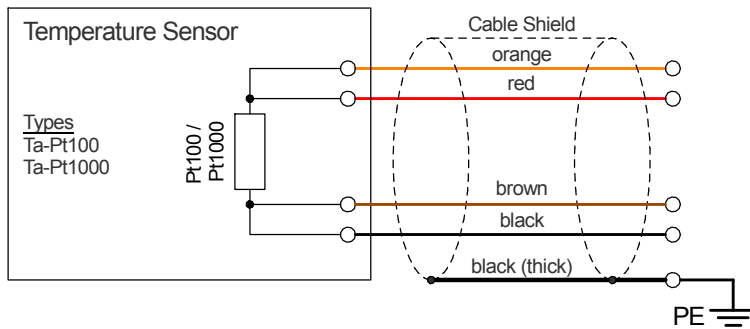 Temperature Sensor
Cable Shield
orange
red
Types
Ta-Pt100
Ta-Pt1000
Pt100 /
Pt1000
brown
black
black (thick)
PE